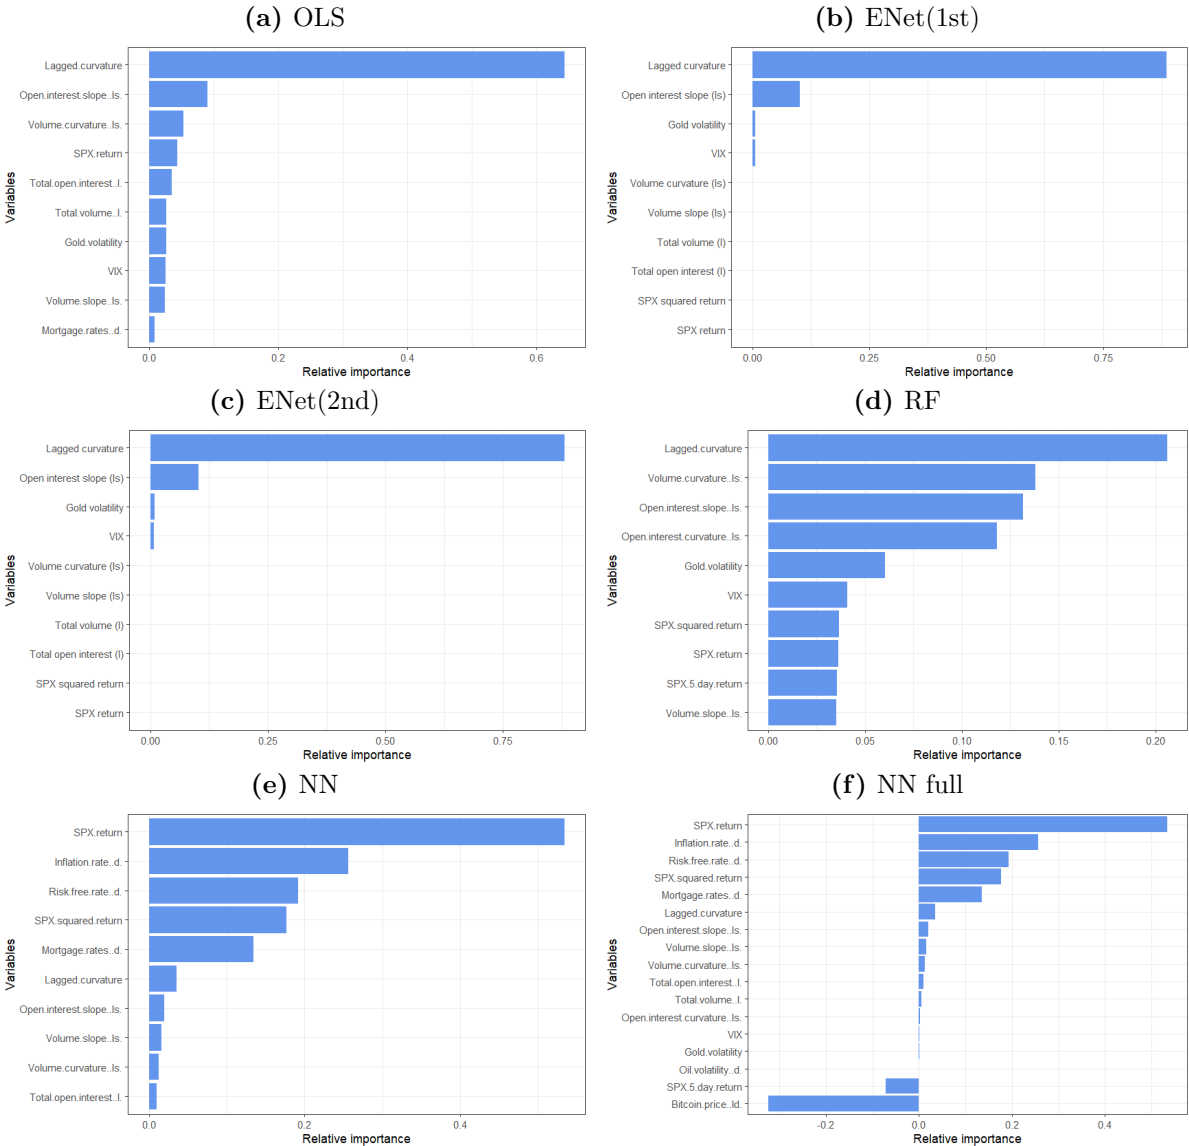 (a) OLS
Lagged.curvature
Open.interest.slope..ls.
Volume.curvature..ls.
SPX.return
Total.open.interest..l.
Total.volume..l.
Gold.volatility
VIX
Volume.slope..ls.
Mortgage.rates..d.
Variables
0.0 0.2 0.4 0.6
Relative importance
(b) ENet(1st)
Lagged curvature
Open interest slope (ls)
Gold volatility
VIX
Volume curvature (ls)
Volume slope (ls)
Total volume (l)
Total open interest (l)
SPX squared return
SPX return
Variables
0.00 0.25 0.50 0.75
Relative importance
(c) ENet(2nd)
Lagged curvature
Open interest slope (ls)
Gold volatility
VIX
Volume curvature (ls)
Volume slope (ls)
Total volume (l)
Total open interest (l)
SPX squared return
SPX return
Variables
0.00 0.25 0.50 0.75
Relative importance
(d) RF
Lagged.curvature
Volume.curvature..ls.
Open.interest.slope..ls.
Open.interest.curvature..ls.
Gold.volatility
VIX
SPX.squared.return
SPX.return
SPX.5.day.return
Volume.slope..ls.
Variables
0.00 0.05 0.10 0.15 0.20
Relative importance
(e) NN
SPX.return
Inflation.rate..d.
Risk.free.rate..d.
SPX.squared.return
Mortgage.rates..d.
Lagged.curvature
Open.interest.slope..ls.
Volume.slope..ls.
Volume.curvature..ls.
Total.open.interest..l.
Variables
0.0 0.2 0.4
Relative importance
(f) NN full
SPX.return
Inflation.rate..d.
Risk.free.rate..d.
SPX.squared.return
Mortgage.rates..d.
Lagged.curvature
Open.interest.slope..ls.
Volume.slope..ls.
Volume.curvature..ls.
Total.open.interest..l.
Total.volume..l.
Open.interest.curvature..ls.
VIX
Gold.volatility
Oil.volatility..d.
SPX.5.day.return
Bitcoin.price..ld.
Variables
-0.2 0.0 0.2 0.4
Relative importance